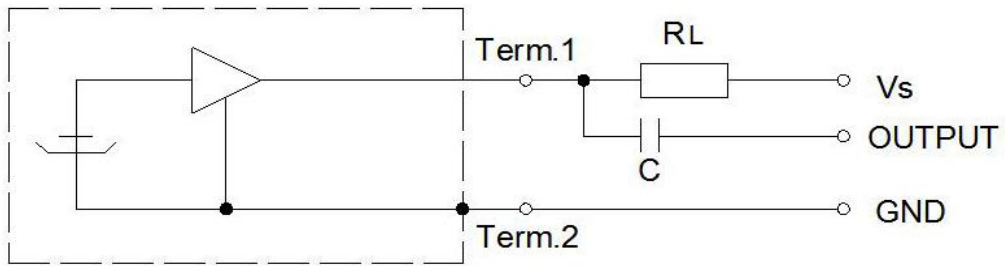 Term.1
RL
Vs
OUTPUT
C
GND
Term.2